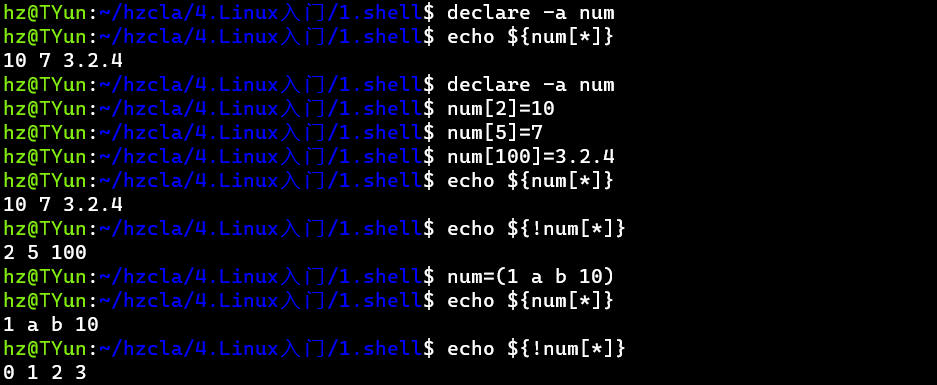 hz@TYun:~/hzcla/4.Linux入门/1.shell$ declare -a num
hz@TYun:~/hzcla/4.Linux入门/1.shell$ echo ${num[*]}
10 7 3.2.4
hz@TYun:~/hzcla/4.Linux入门/1.shell$ declare -a num
hz@TYun:~/hzcla/4.Linux入门/1.shell$ num[2]=10
hz@TYun:~/hzcla/4.Linux入门/1.shell$ num[5]=7
hz@TYun:~/hzcla/4.Linux入门/1.shell$ num[100]=3.2.4
hz@TYun:~/hzcla/4.Linux入门/1.shell$ echo ${num[*]}
10 7 3.2.4
hz@TYun:~/hzcla/4.Linux入门/1.shell$ echo ${!num[*]}
2 5 100
hz@TYun:~/hzcla/4.Linux入门/1.shell$ num=(1 a b 10)
hz@TYun:~/hzcla/4.Linux入门/1.shell$ echo ${num[*]}
1 a b 10
hz@TYun:~/hzcla/4.Linux入门/1.shell$ echo ${!num[*]}
0 1 2 3